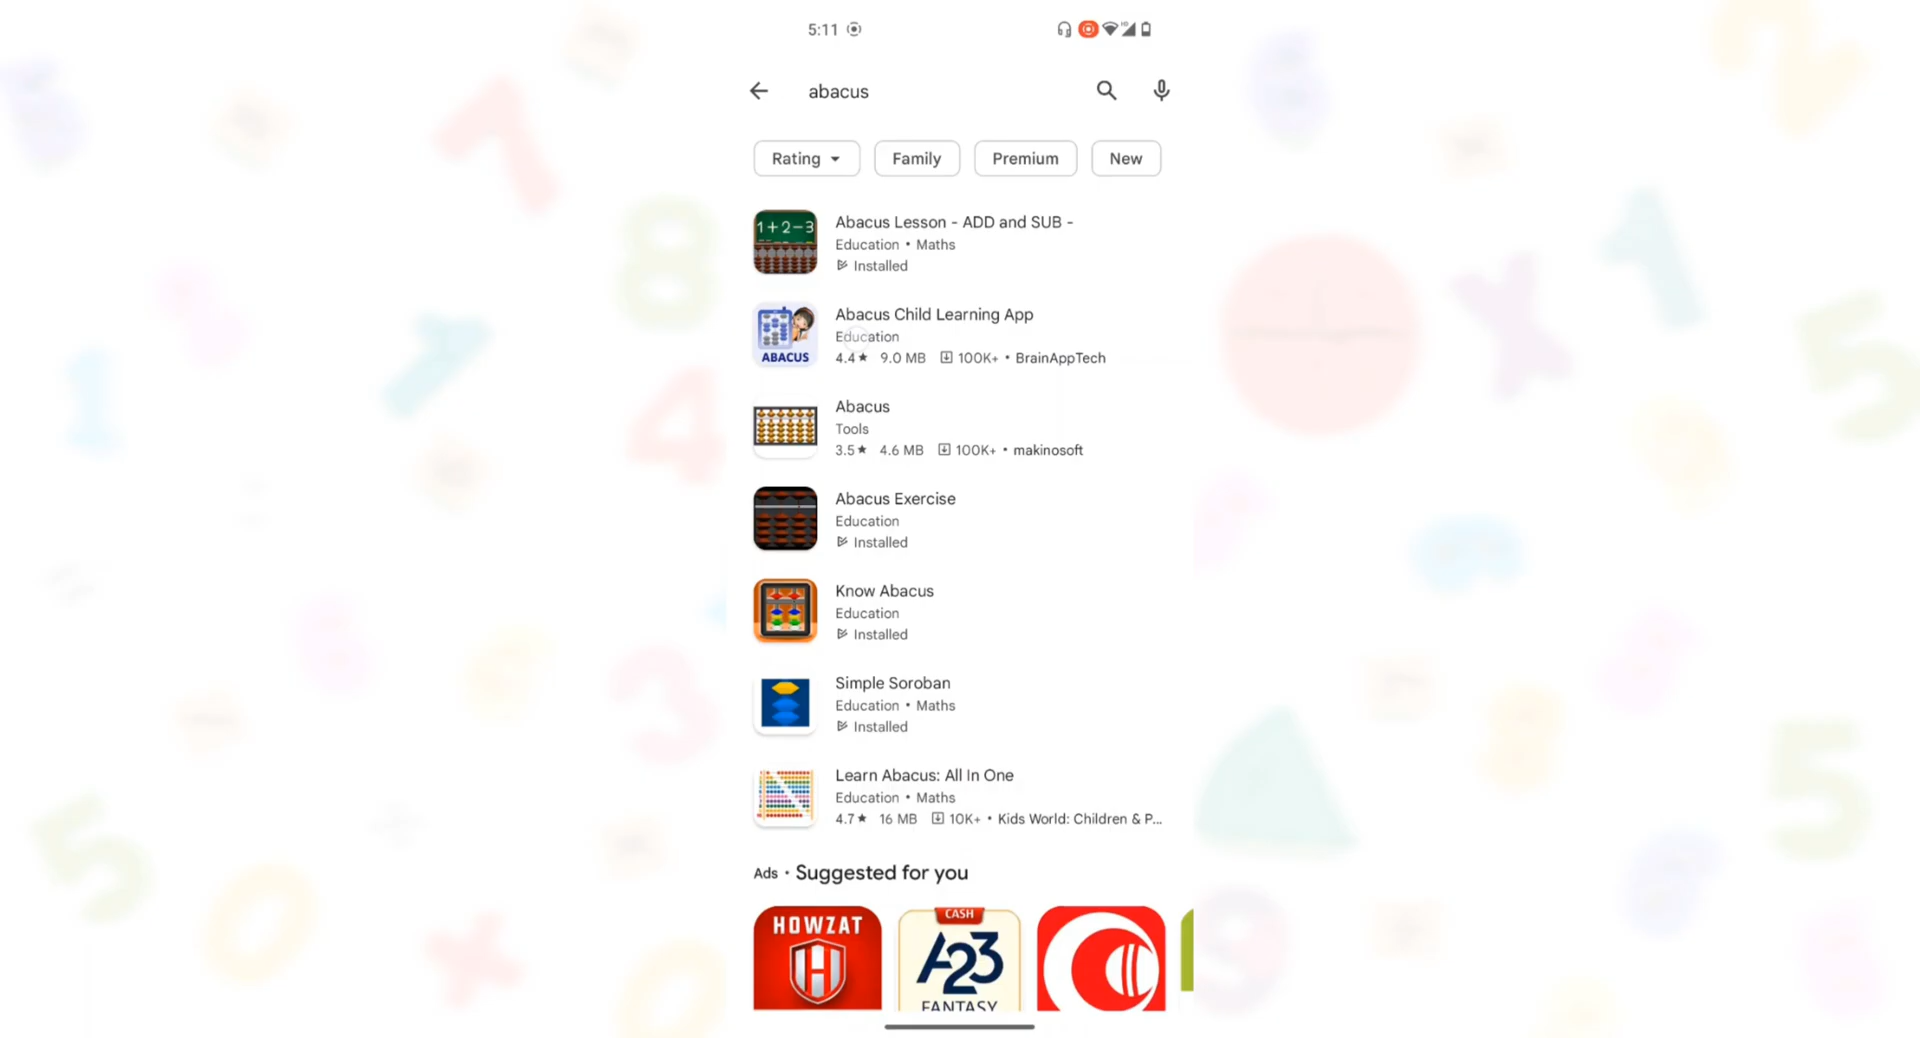 5:11
abacus
Rating
Family
Premium
New
1+2-3
Abacus Lesson - ADD and SUB -
Education • Maths
Installed
ABACUS
Abacus Child Learning App
Education
4.4★ 9.0 MB 100K+ • BrainAppTech
Abacus
Tools
3.5★ 4.6 MB 100K+ • makinosoft
Abacus Exercise
Education
Installed
Know Abacus
Education
Installed
Simple Soroban
Education • Maths
Installed
Learn Abacus: All In One
Education • Maths
4.7★ 16 MB 10K+ • Kids World: Children & P...
Ads • Suggested for you
HOWZAT
H
CASH
A23
FANTASY